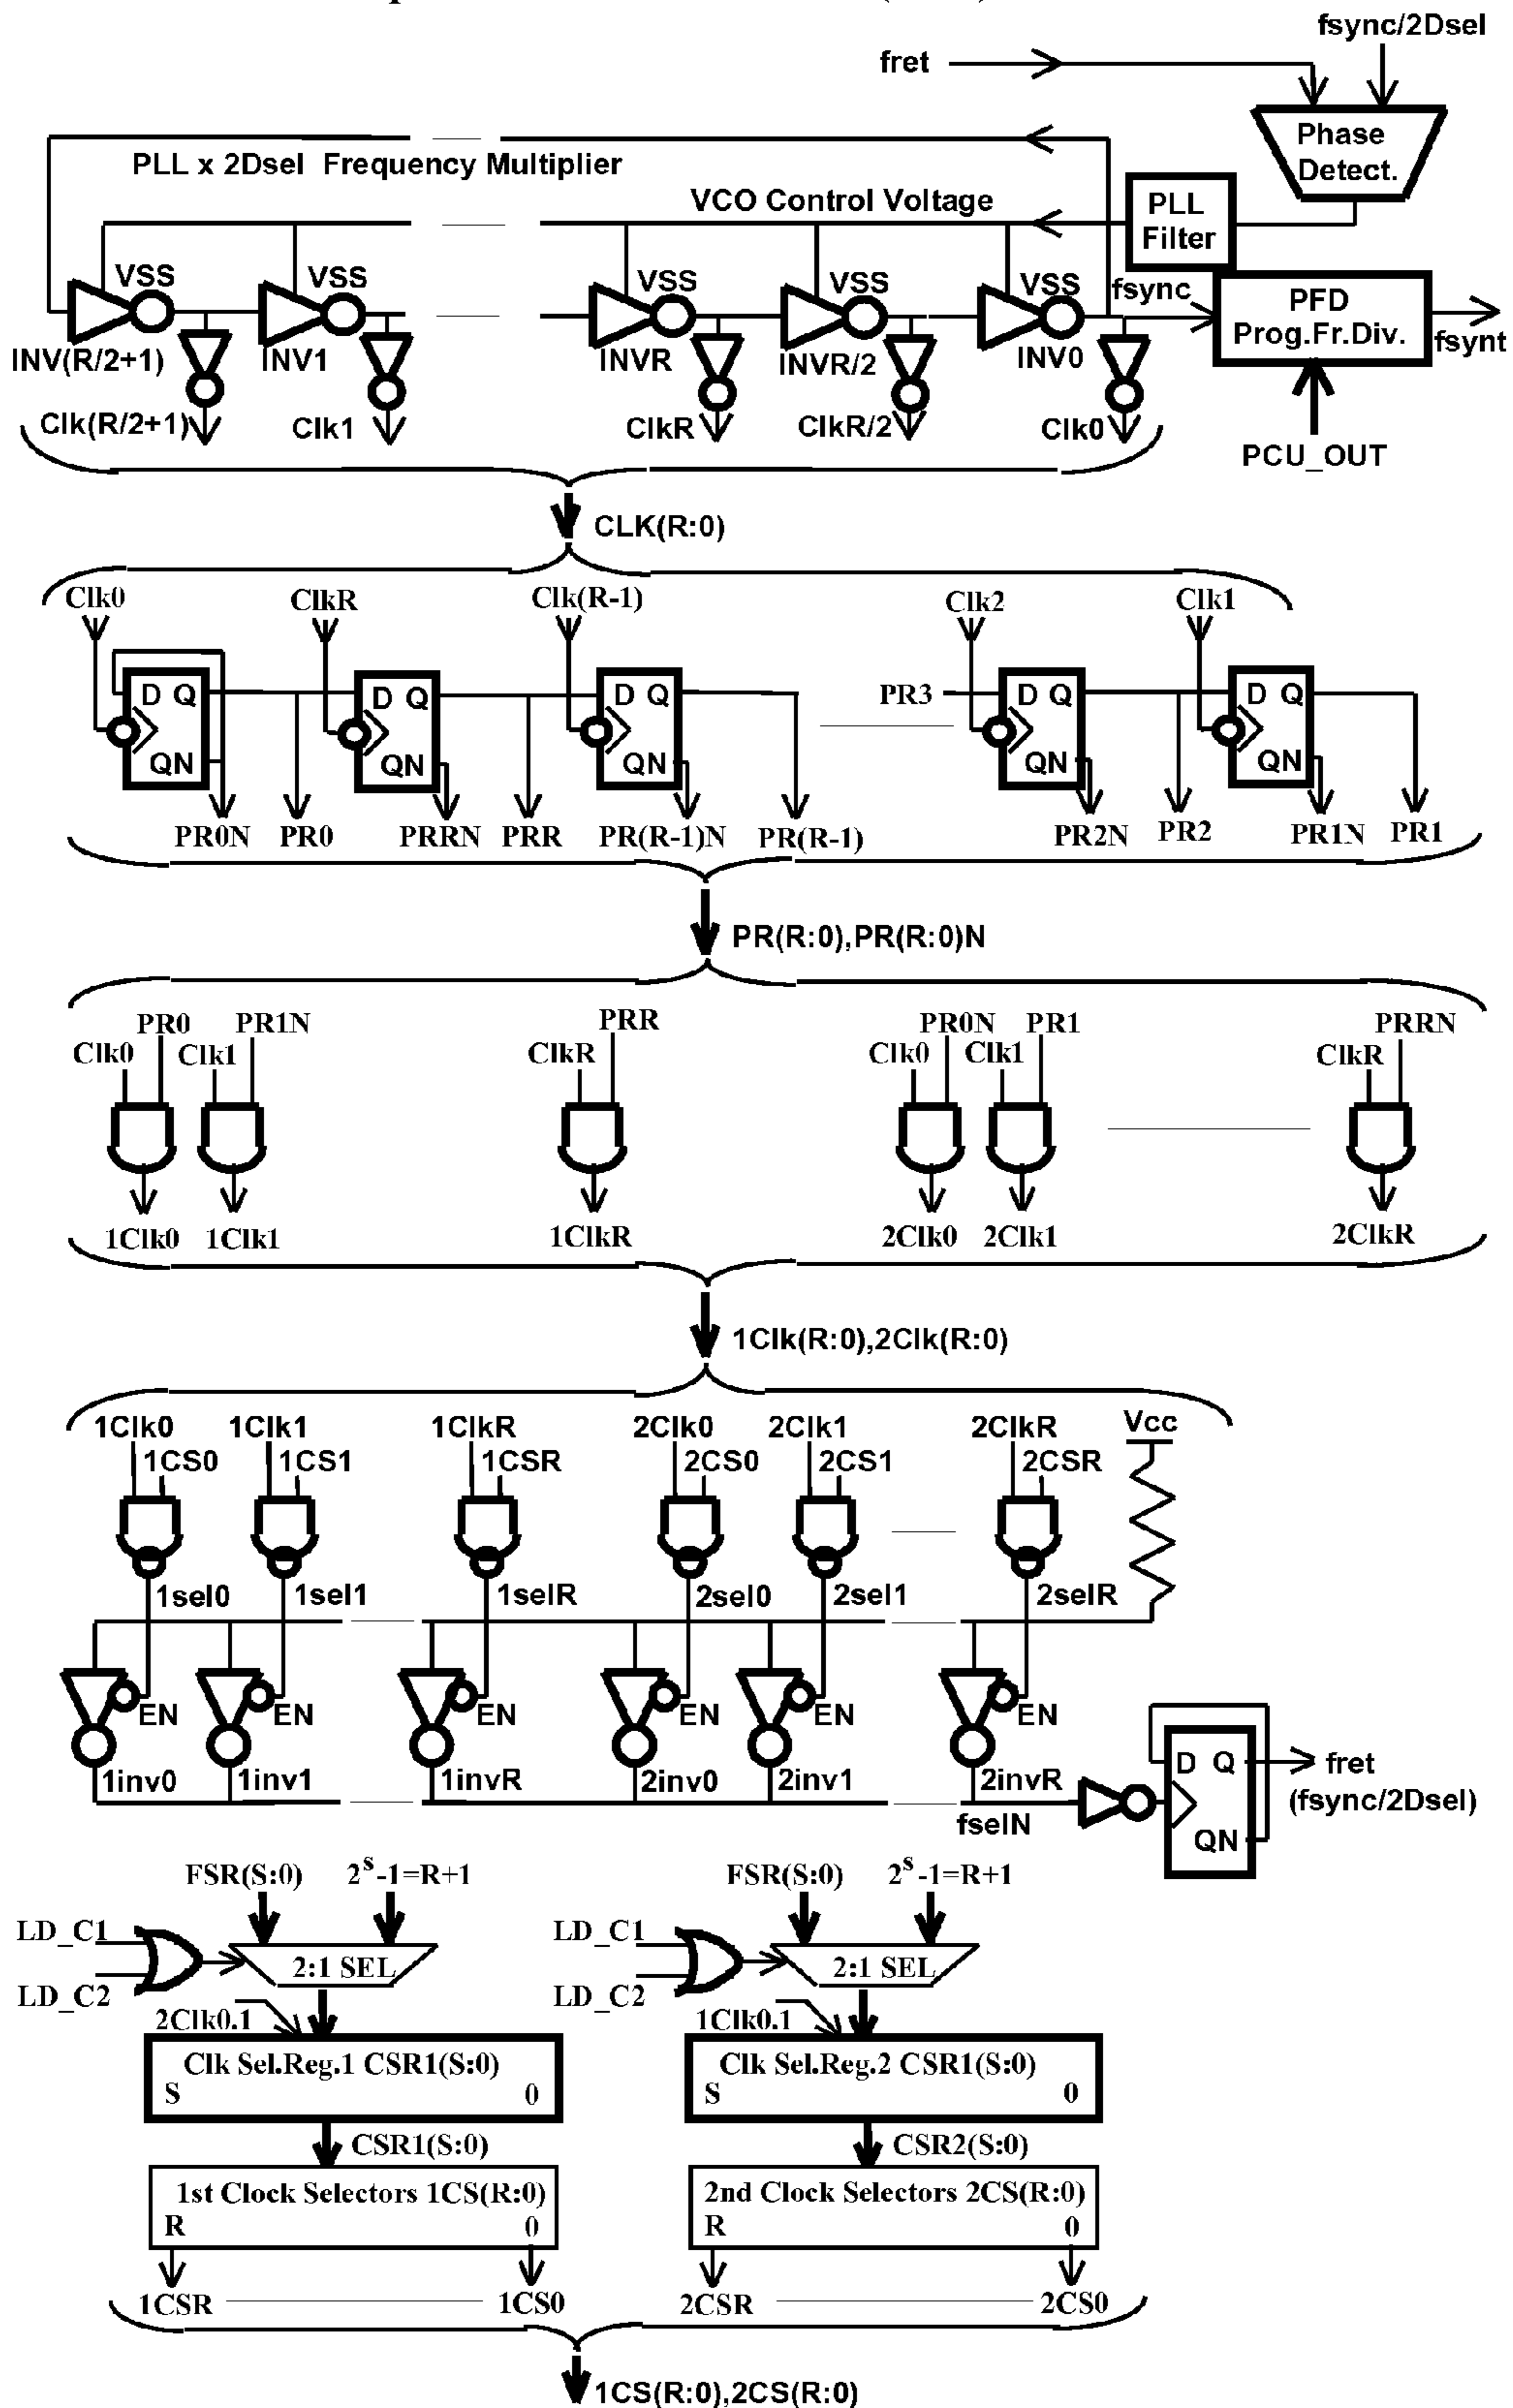 fsync/2Dsel
fret
Phase
Detect.
PLL x 2Dsel Frequency Multiplier
VCO Control Voltage
PLL
Filter
VSS VSS VSS VSS VSS
fsync
PFD
Prog.Fr.Div.
fsynt
INV(R/2+1) INV1 INVR INVR/2 INV0
Clk(R/2+1) Clk1 ClkR ClkR/2 Clk0
PCU_OUT
CLK(R:0)
Clk0 ClkR Clk(R-1) Clk2 Clk1
D Q D Q D Q PR3 D Q D Q
QN QN QN QN QN
PR0N PR0 PRRN PRR PR(R-1)N PR(R-1) PR2N PR2 PR1N PR1
PR(R:0),PR(R:0)N
PR0 PR1N PRR PR0N PR1 PRRN
Clk0 Clk1 ClkR Clk0 Clk1 ClkR
1Clk0 1Clk1 1ClkR 2Clk0 2Clk1 2ClkR
1Clk(R:0),2Clk(R:0)
1Clk0 1Clk1 1ClkR 2Clk0 2Clk1 2ClkR Vcc
1CS0 1CS1 1CSR 2CS0 2CS1 2CSR
1sel0 1sel1 1selR 2sel0 2sel1 2selR
EN EN EN EN EN EN
1inv0 1inv1 1invR 2inv0 2inv1 2invR
D Q
QN
fret
(fsync/2Dsel)
fselN
FSR(S:0) 2s-1=R+1 FSR(S:0) 2s-1=R+1
LD_C1 LD_C1
2:1 SEL 2:1 SEL
LD_C2 LD_C2
2Clk0.1 1Clk0.1
Clk Sel.Reg.1 CSR1(S:0) Clk Sel.Reg.2 CSR1(S:0)
S 0 S 0
CSR1(S:0) CSR2(S:0)
1st Clock Selectors 1CS(R:0) 2nd Clock Selectors 2CS(R:0)
R 0 R 0
1CSR 1CS0 2CSR 2CS0
1CS(R:0),2CS(R:0)